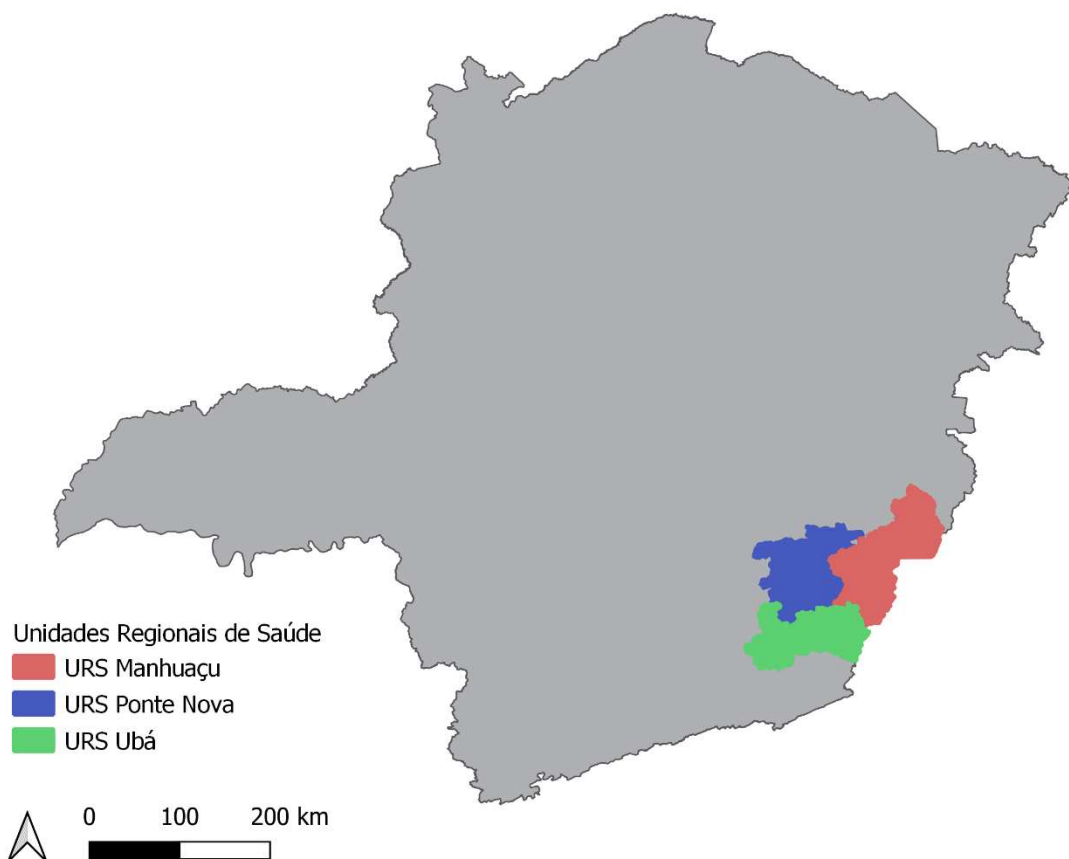 Unidades Regionais de Saúde
URS Manhuaçu
URS Ponte Nova
URS Ubá
0 100 200 km